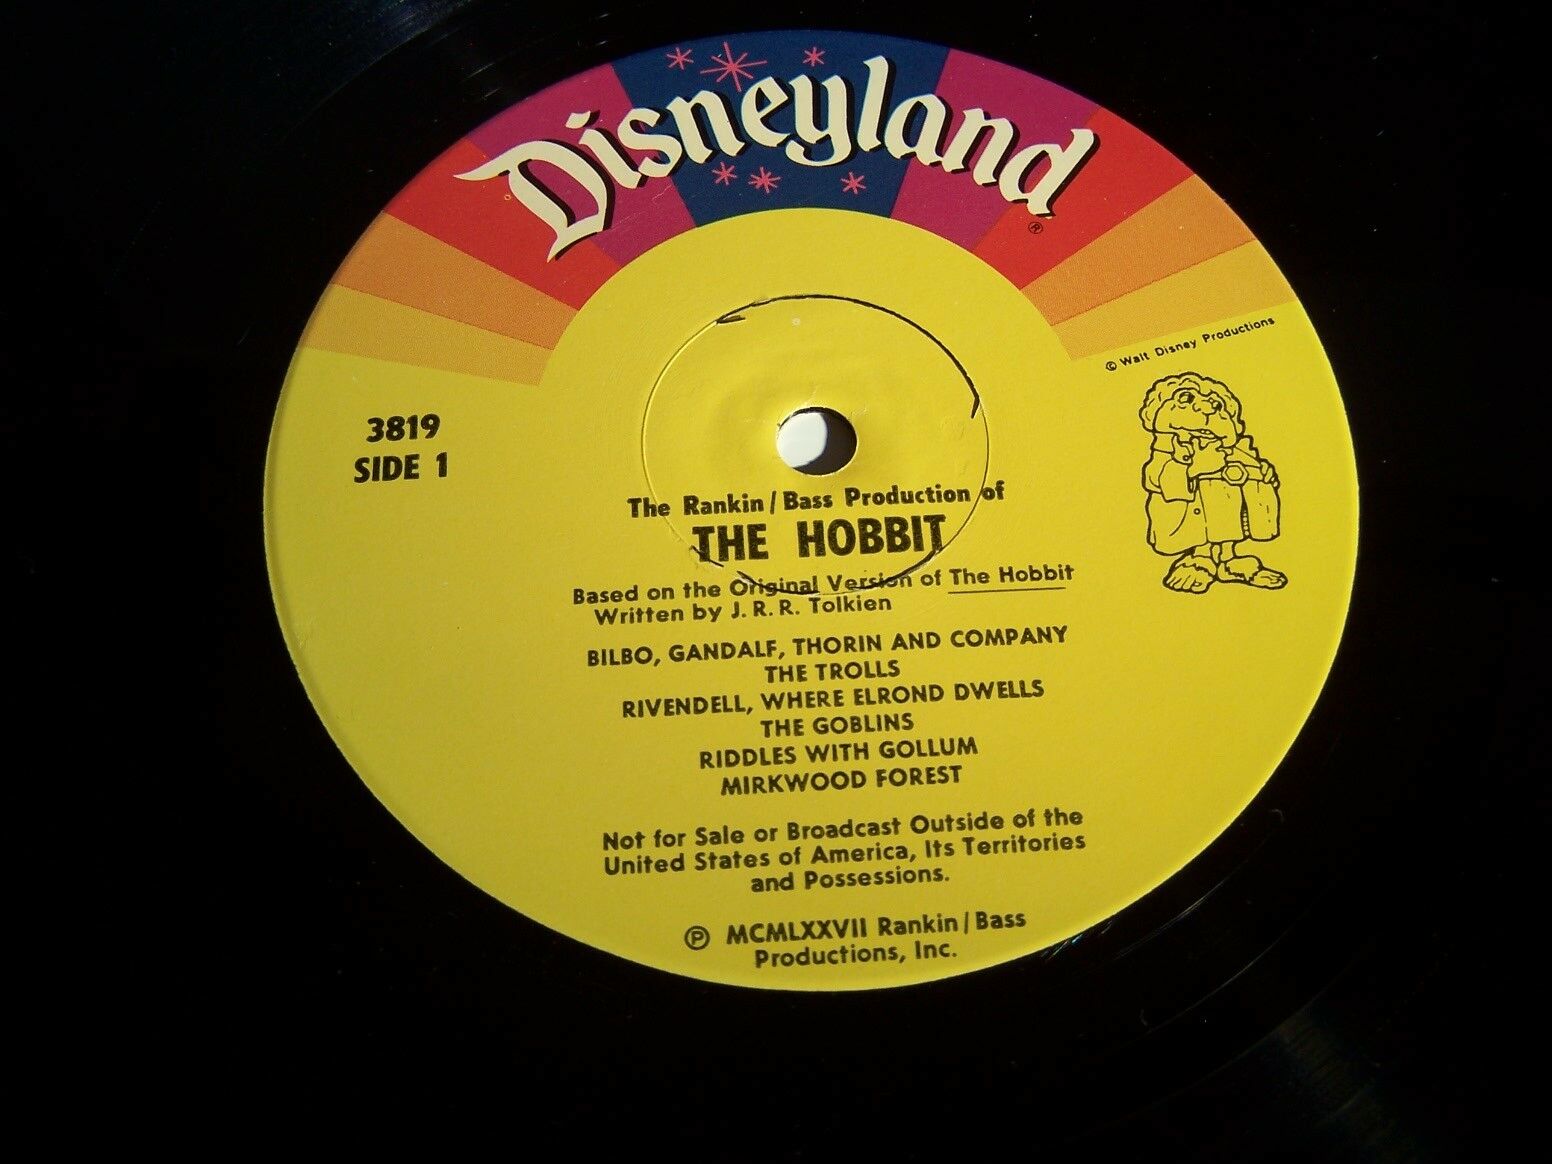 Disneyland®
© Walt Disney Productions
3819
SIDE 1
The Rankin/Bass Production of
THE HOBBIT
Based on the Original Version of The Hobbit
Written by J. R. R. Tolkien
BILBO, GANDALF, THORIN AND COMPANY
THE TROLLS
RIVENDELL, WHERE ELROND DWELLS
THE GOBLINS
RIDDLES WITH GOLLUM
MIRKWOOD FOREST
Not for Sale or Broadcast Outside of the
United States of America, Its Territories
and Possessions.
℗ MCMLXXVII Rankin/Bass
Productions, Inc.